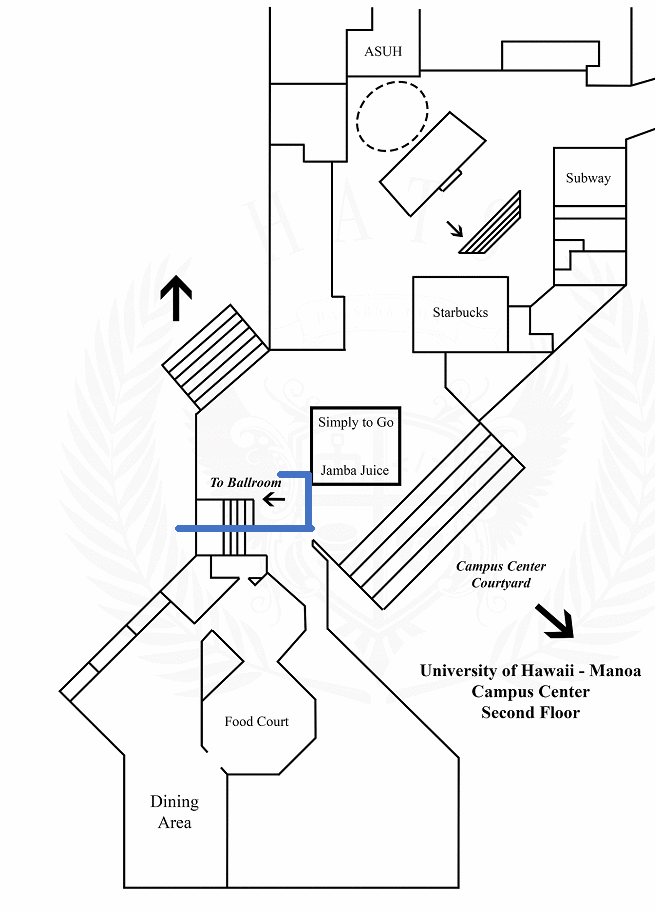 ASUH
Subway
Starbucks
Simply to Go
Jamba Juice
To Ballroom
Campus Center
Courtyard
University of Hawaii - Manoa
Campus Center
Second Floor
Food Court
Dining
Area